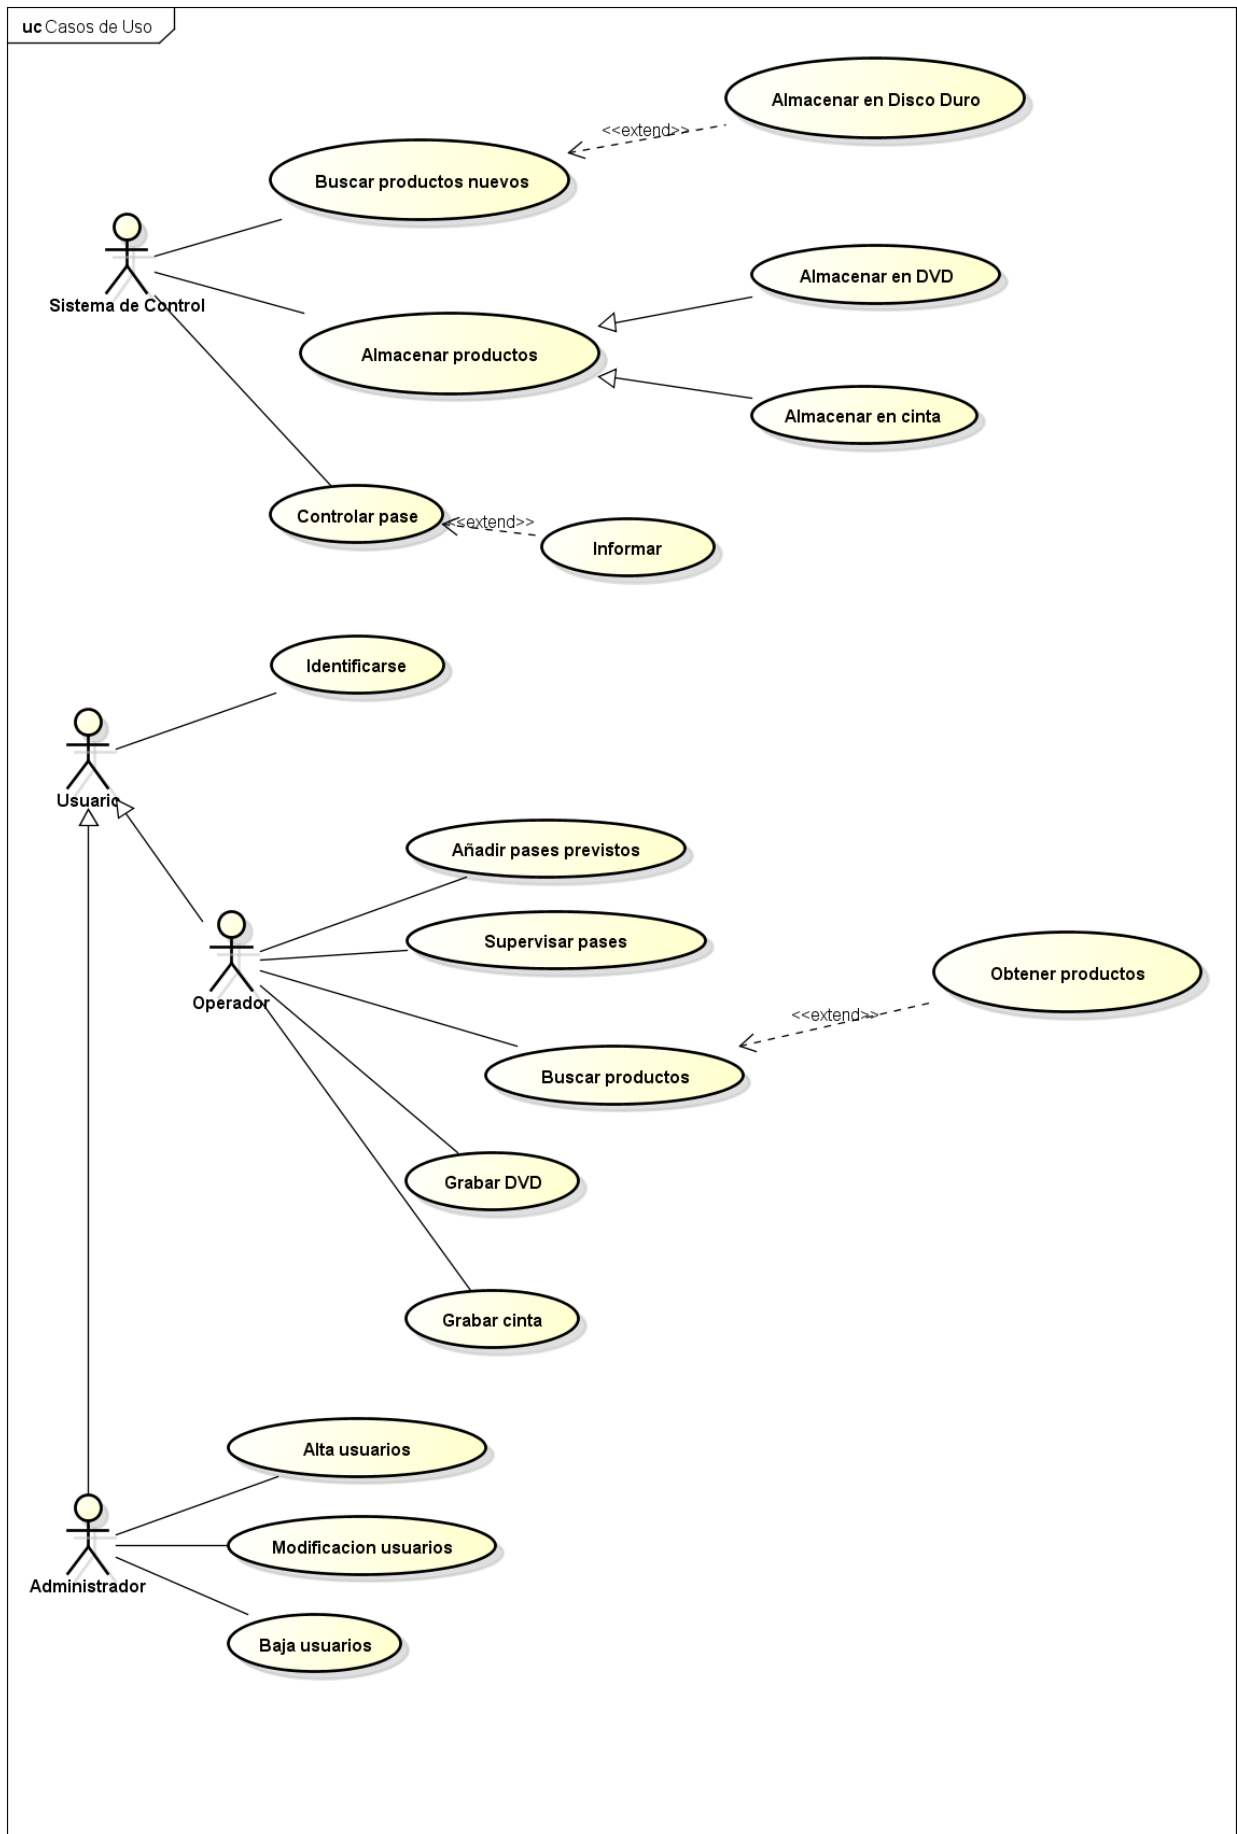 uc Casos de Uso
Almacenar en Disco Duro
<<extend>>
Buscar productos nuevos
Almacenar en DVD
Sistema de Control
Almacenar productos
Almacenar en cinta
Controlar pase
<<extend>>
Informar
Identificarse
Usuario
Añadir pases previstos
Supervisar pases
Obtener productos
Operador
<<extend>>
Buscar productos
Grabar DVD
Grabar cinta
Alta usuarios
Modificacion usuarios
Administrador
Baja usuarios